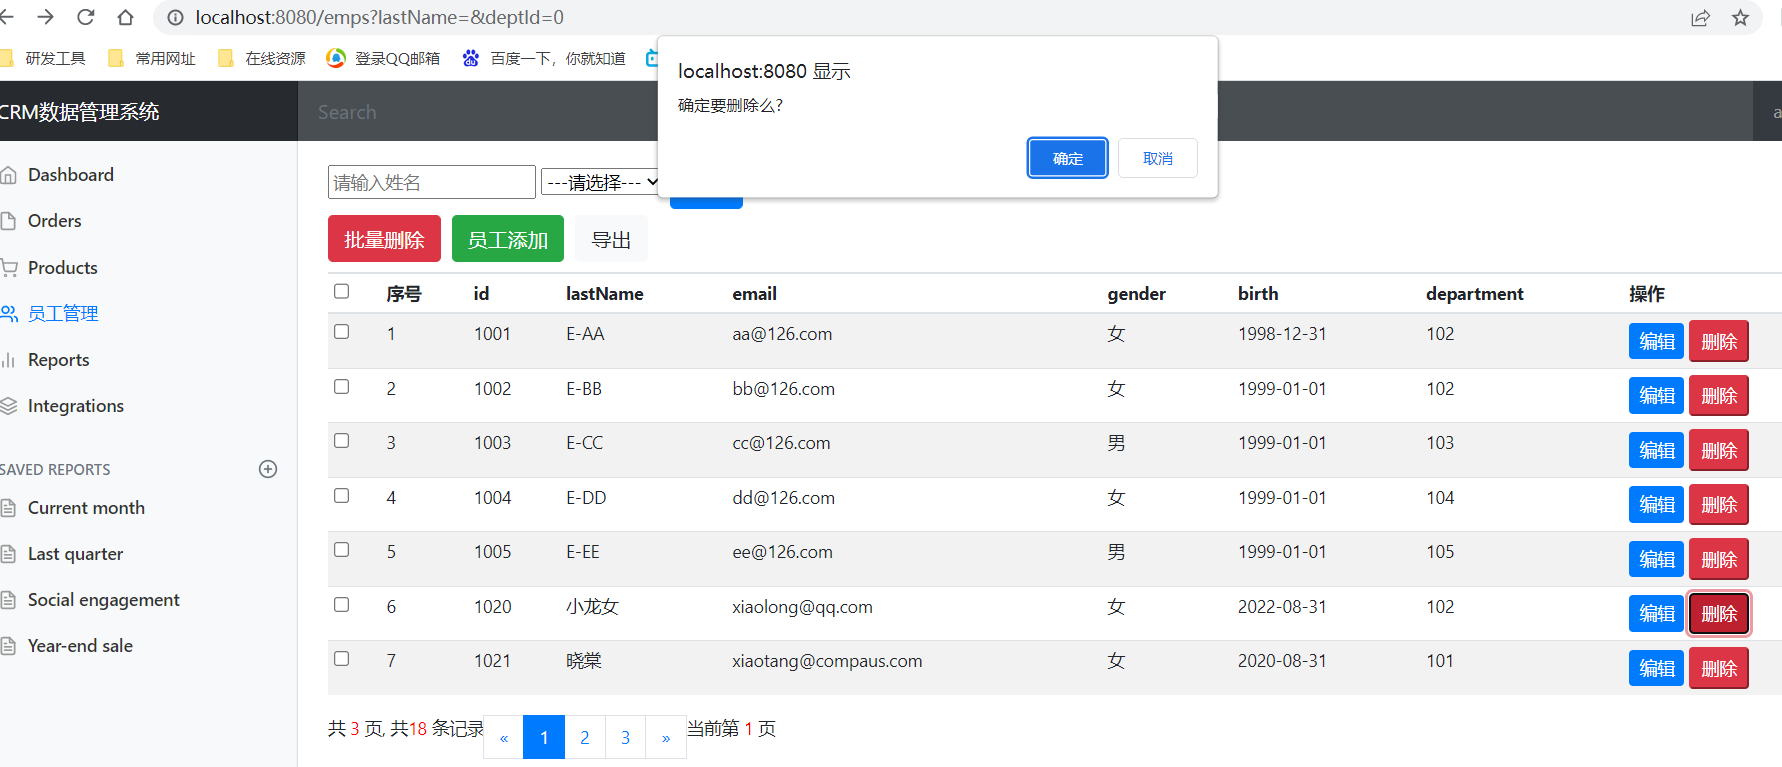 localhost:8080/emps?lastName=&deptId=0
研发工具 常用网址 在线资源 登录QQ邮箱 百度一下，你就知道
localhost:8080 显示
确定要删除么?
确定 取消
CRM数据管理系统 Search a
Dashboard
Orders
Products
员工管理
Reports
Integrations
SAVED REPORTS
Current month
Last quarter
Social engagement
Year-end sale
请输入姓名 ---请选择---
批量删除 员工添加 导出
序号 id lastName email gender birth department 操作
1 1001 E-AA aa@126.com 女 1998-12-31 102 编辑 删除
2 1002 E-BB bb@126.com 女 1999-01-01 102 编辑 删除
3 1003 E-CC cc@126.com 男 1999-01-01 103 编辑 删除
4 1004 E-DD dd@126.com 女 1999-01-01 104 编辑 删除
5 1005 E-EE ee@126.com 男 1999-01-01 105 编辑 删除
6 1020 小龙女 xiaolong@qq.com 女 2022-08-31 102 编辑 删除
7 1021 晓棠 xiaotang@compaus.com 女 2020-08-31 101 编辑 删除
共 3 页, 共18 条记录 « 1 2 3 » 当前第 1 页